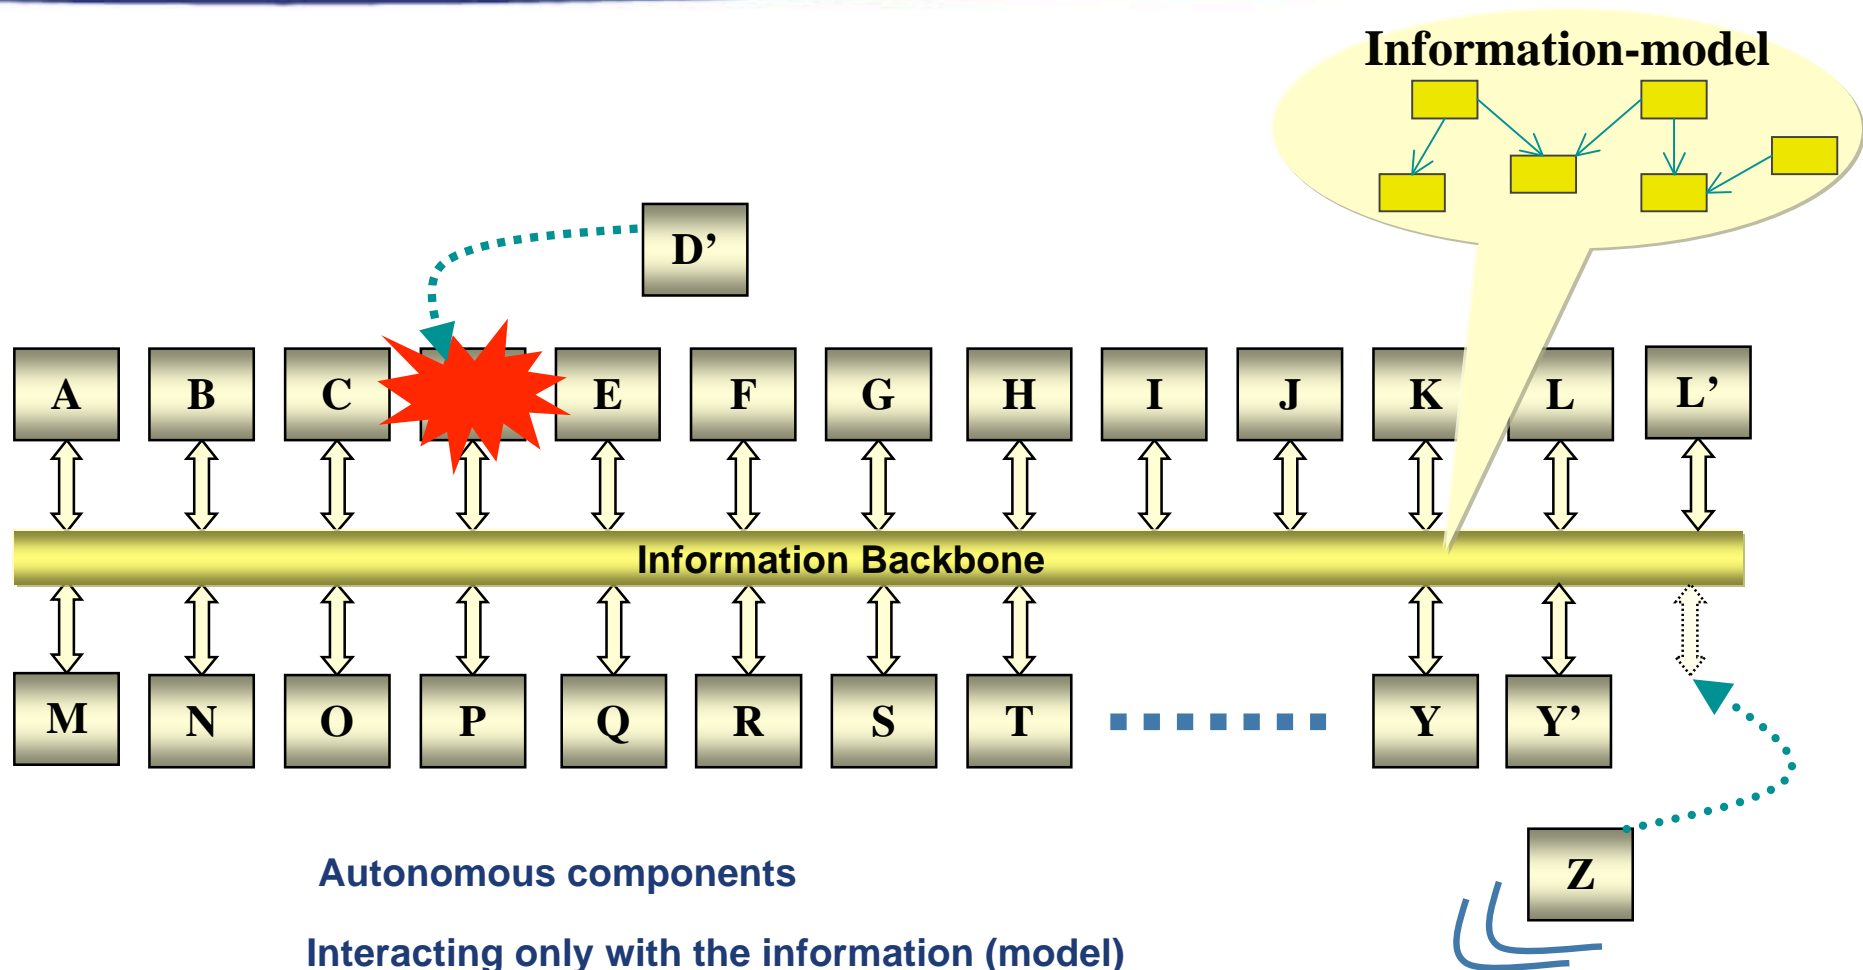 Information-model
D’
A B C E F G H I J K L L’
Information Backbone
M N O P Q R S T Y Y’
Z
Autonomous components
Interacting only with the information (model)